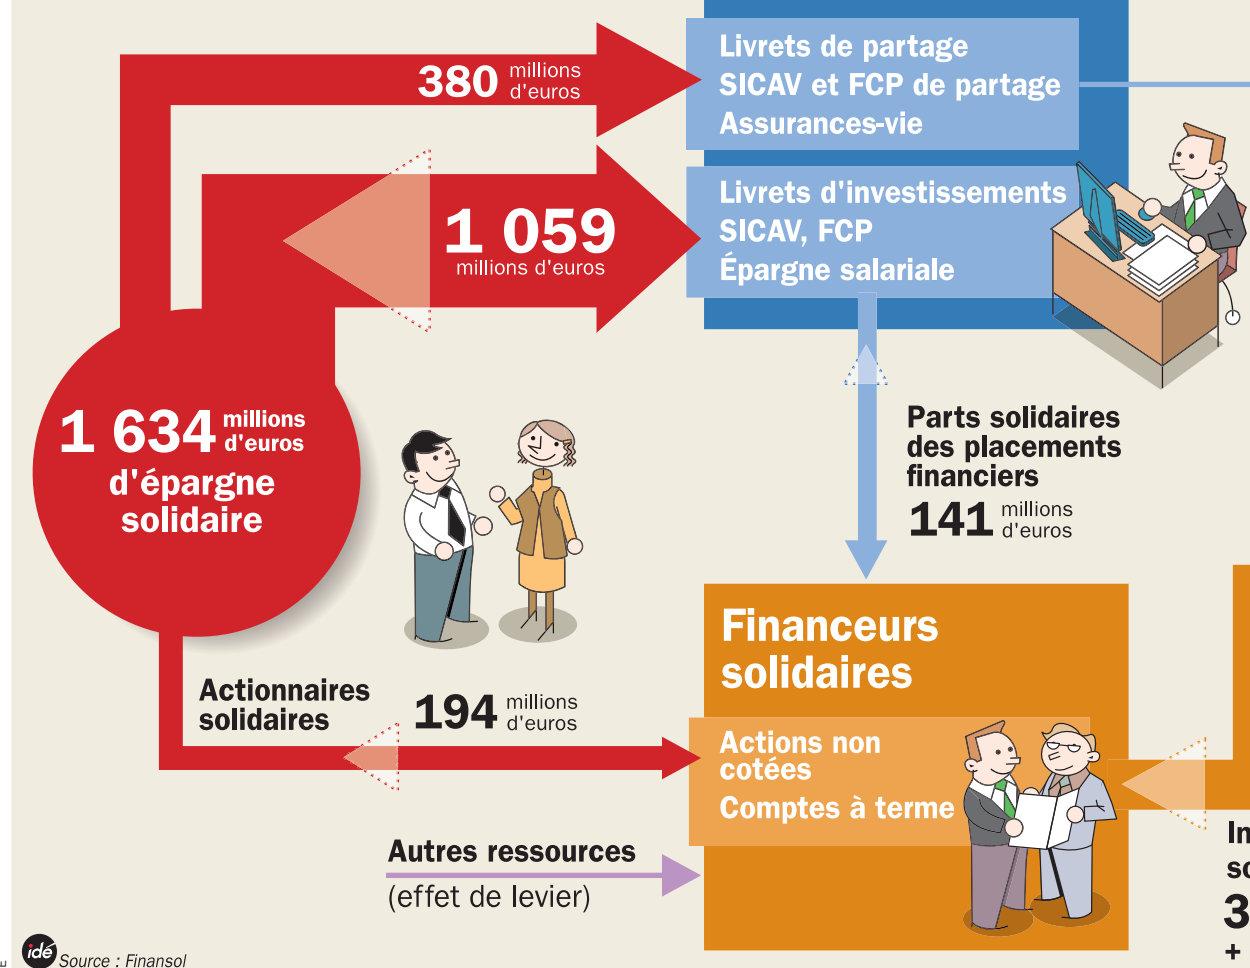 380 millions
d'euros
Livrets de partage
SICAV et FCP de partage
Assurances-vie
1 059
millions d'euros
Livrets d'investissements
SICAV, FCP
Épargne salariale
1 634 millions
d'euros
d'épargne
solidaire
Parts solidaires
des placements
financiers
141 millions
d'euros
Financeurs
solidaires
Actionnaires
solidaires
194 millions
d'euros
Actions non
cotées
Comptes à terme
Autres ressources
(effet de levier)
idé
Source : Finansol